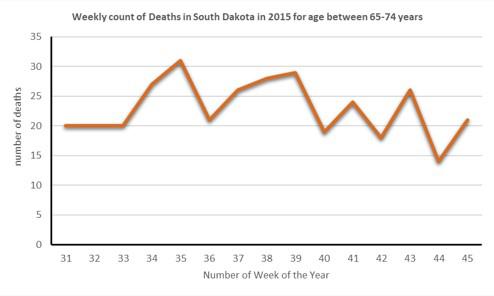 Weekly count of Deaths in South Dakota in 2015 for age between 65-74 years
35
30
25
20
15
10
5
0
number of deaths
31 32 33 34 35 36 37 38 39 40 41 42 43 44 45
Number of Week of the Year